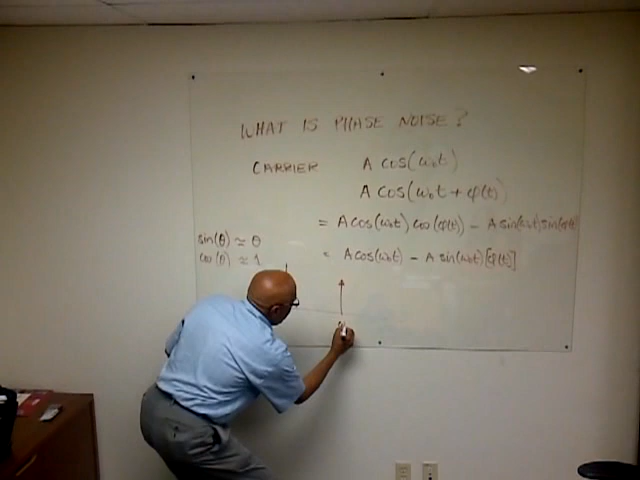 WHAT IS PHASE NOISE?
CARRIER A cos(ω₀t)
A cos(ω₀t + φ(t))
= A cos(ω₀t) cos(φ(t)) - A sin(ω₀t) sin(φ(t)
sin(θ) ≈ θ
cos(θ) ≈ 1
= A cos(ω₀t) - A sin(ω₀t)[φ(t)]